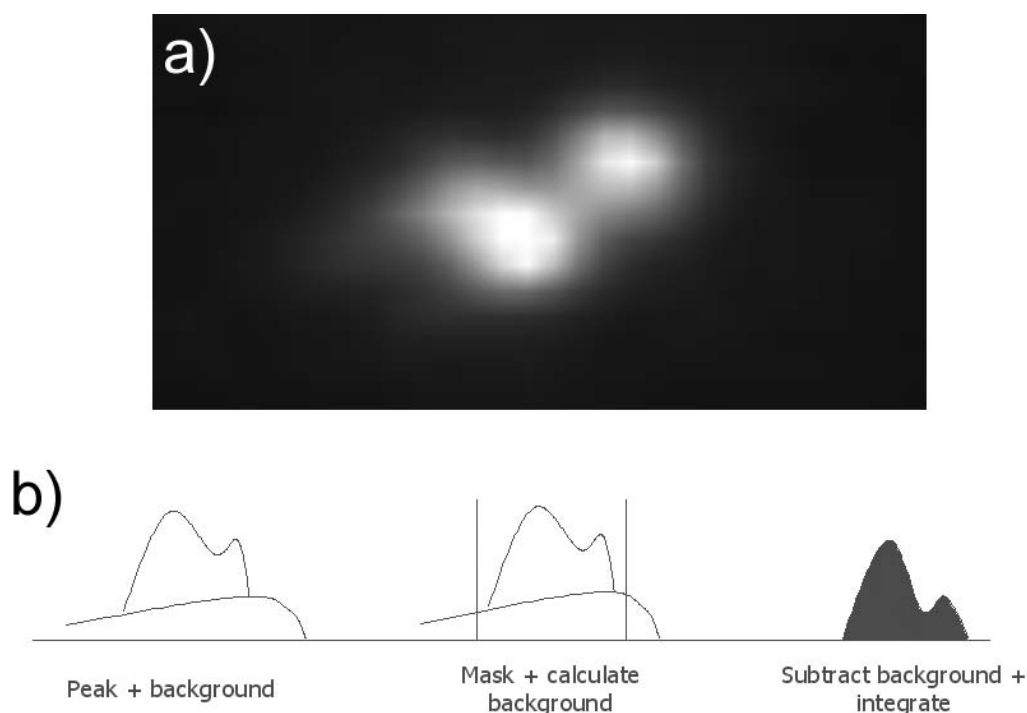 a)
b)
Peak + background
Mask + calculate
background
Subtract background +
integrate